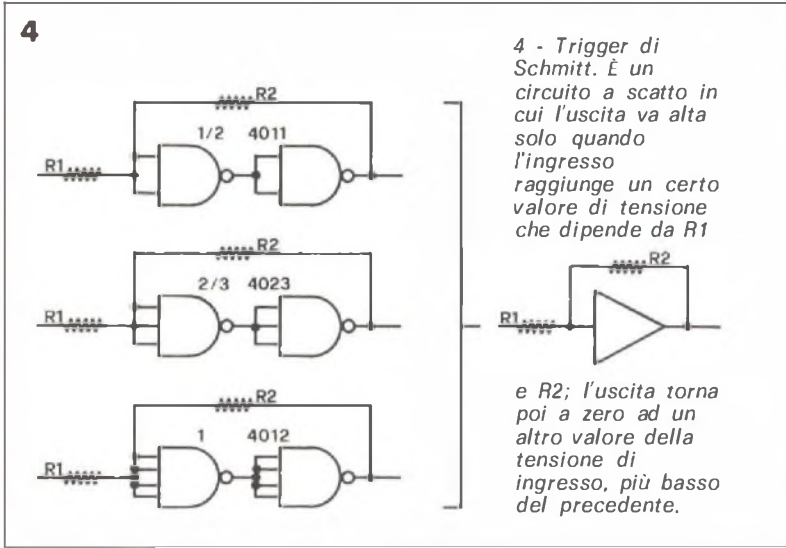 4
R2
1/2 4011
R1
R2
2/3 4023
R1
R2
1 4012
R1
4 - Trigger di
Schmitt. È un
circuito a scatto in
cui l'uscita va alta
solo quando
l'ingresso
raggiunge un certo
valore di tensione
che dipende da R1
R2
R1
e R2; l'uscita torna
poi a zero ad un
altro valore della
tensione di
ingresso, più basso
del precedente.